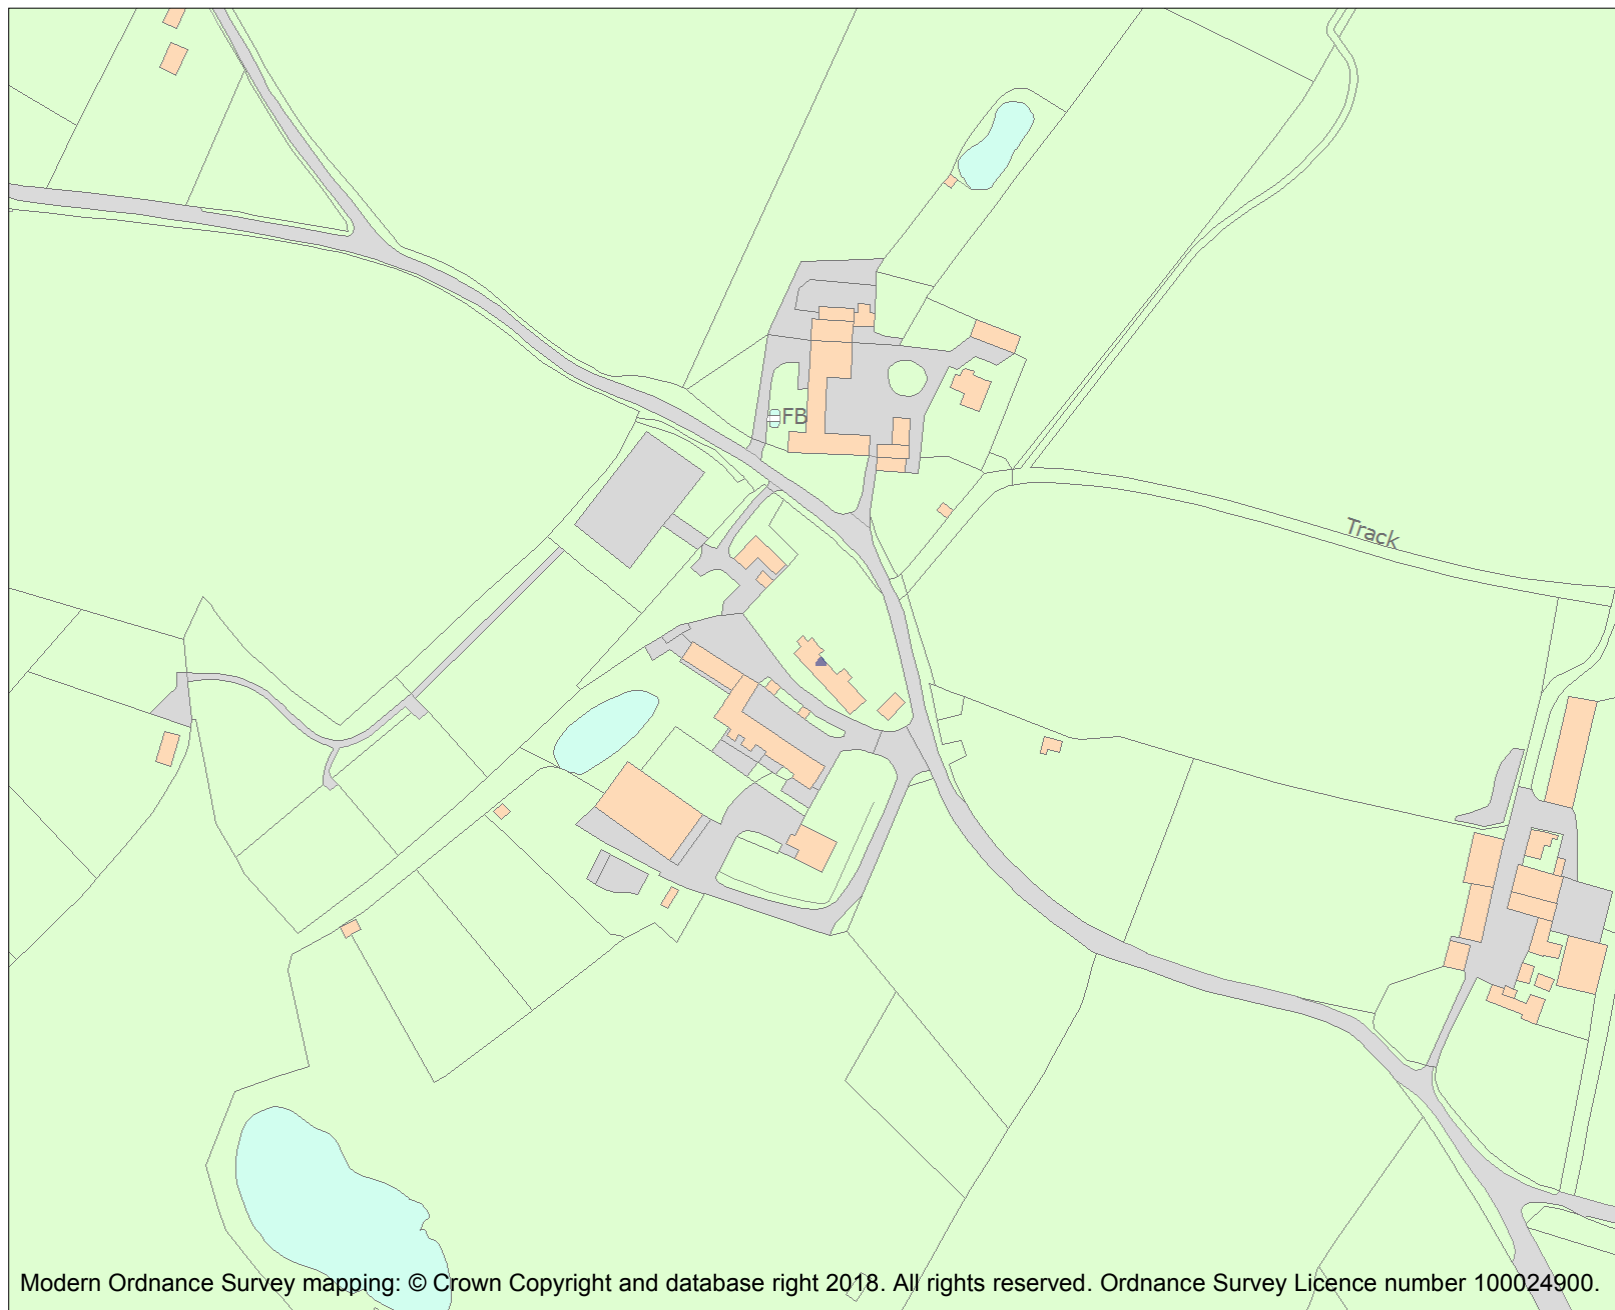 FB
Track
Modern Ordnance Survey mapping: © Crown Copyright and database right 2018. All rights reserved. Ordnance Survey Licence number 100024900.